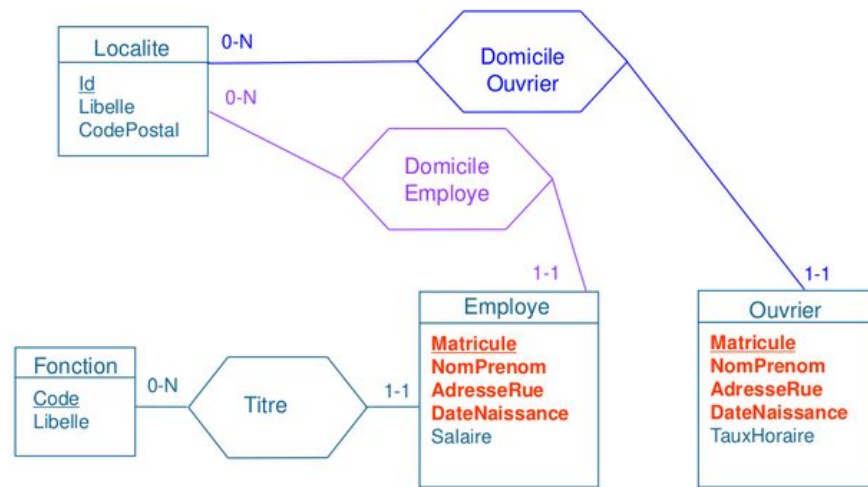 Localite
Id
Libelle
CodePostal
0-N
Domicile
Ouvrier
0-N
Domicile
Employe
1-1
1-1
Employe
Matricule
NomPrenom
AdresseRue
DateNaissance
Salaire
Ouvrier
Matricule
NomPrenom
AdresseRue
DateNaissance
TauxHoraire
Fonction
Code
Libelle
0-N
Titre
1-1